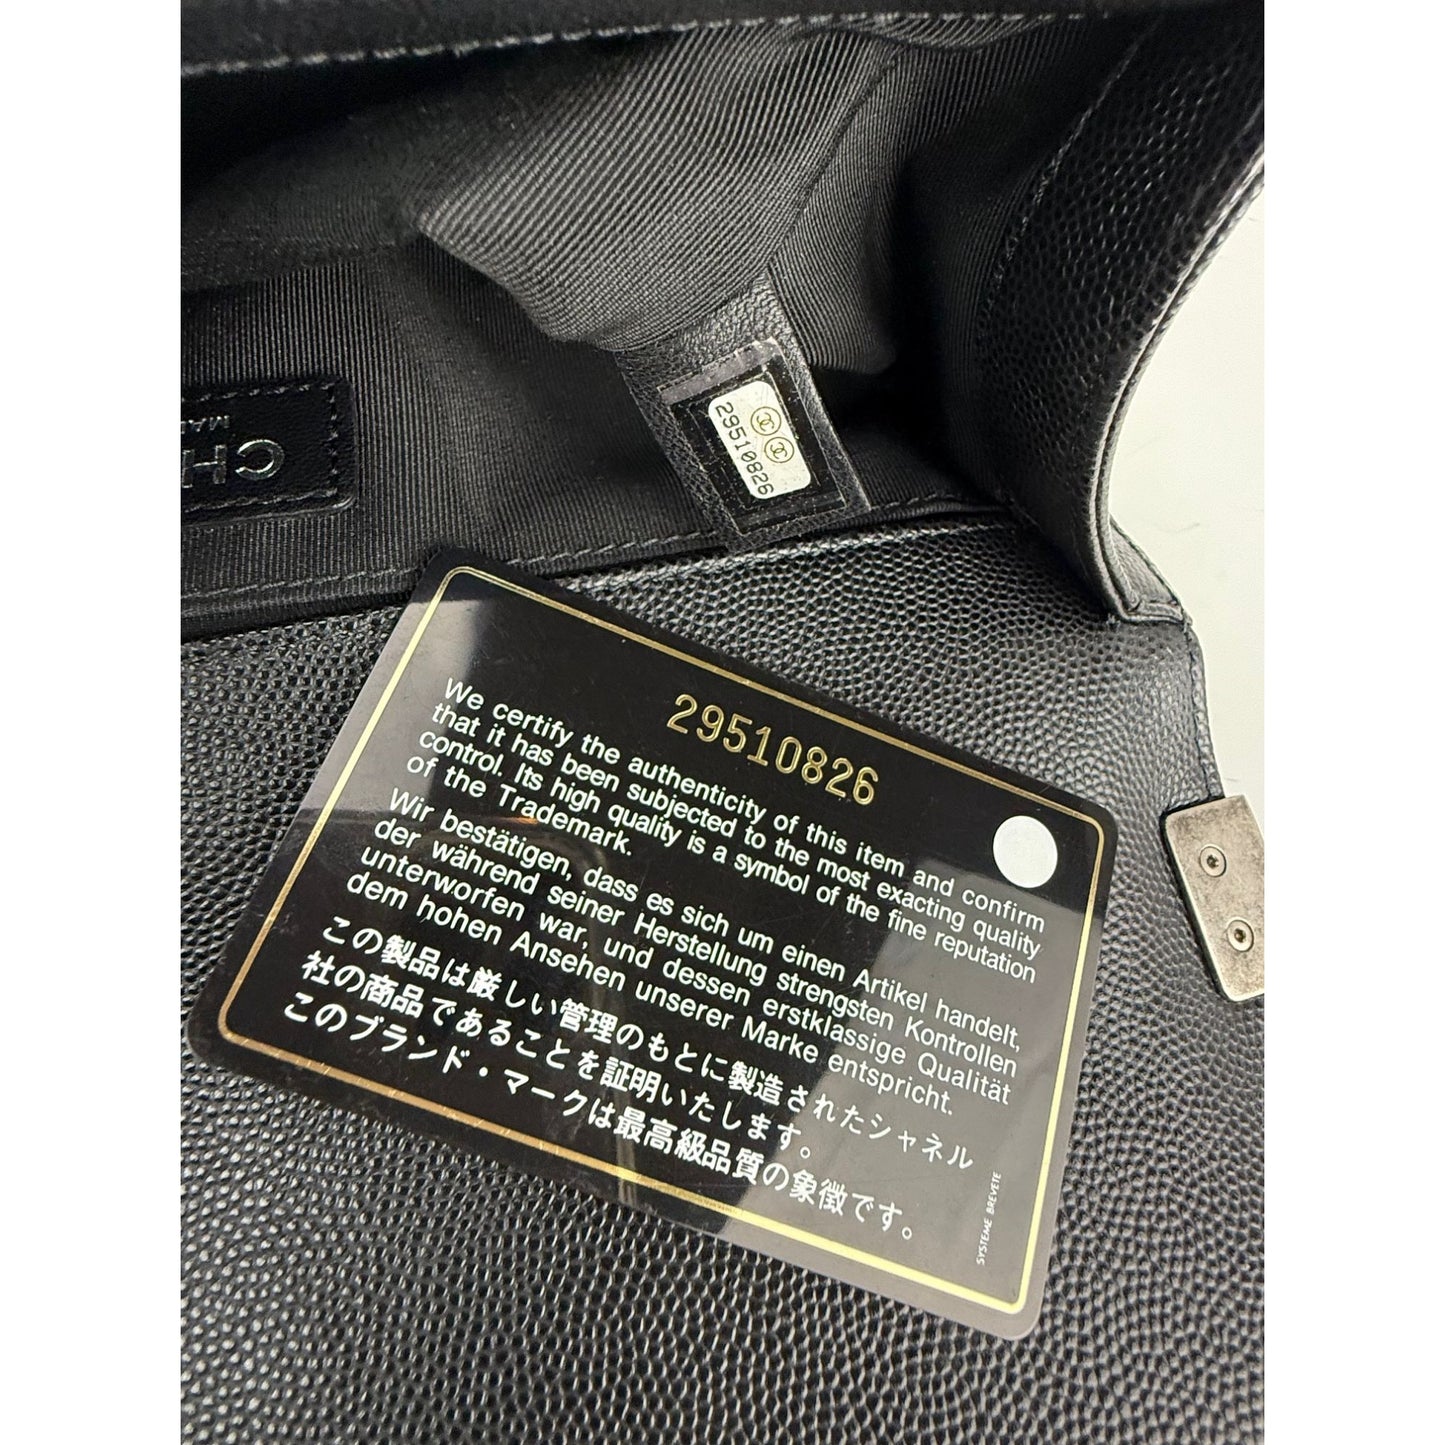 CH
MA
29510826
29510826
We certify the authenticity of this item and confirm
that it has been subjected to the most exacting quality
control. Its high quality is a symbol of the fine reputation
of the Trademark.
Wir bestätigen, dass es sich um einen Artikel handelt,
der während seiner Herstellung strengsten Kontrollen
unterworfen war, und dessen erstklassige Qualität
dem hohen Ansehen unserer Marke entspricht.
この製品は厳しい管理のもとに製造されたシャネル
社の商品であることを証明いたします。
このブランド・マークは最高級品質の象徴です。
SYSTEME BREVETE